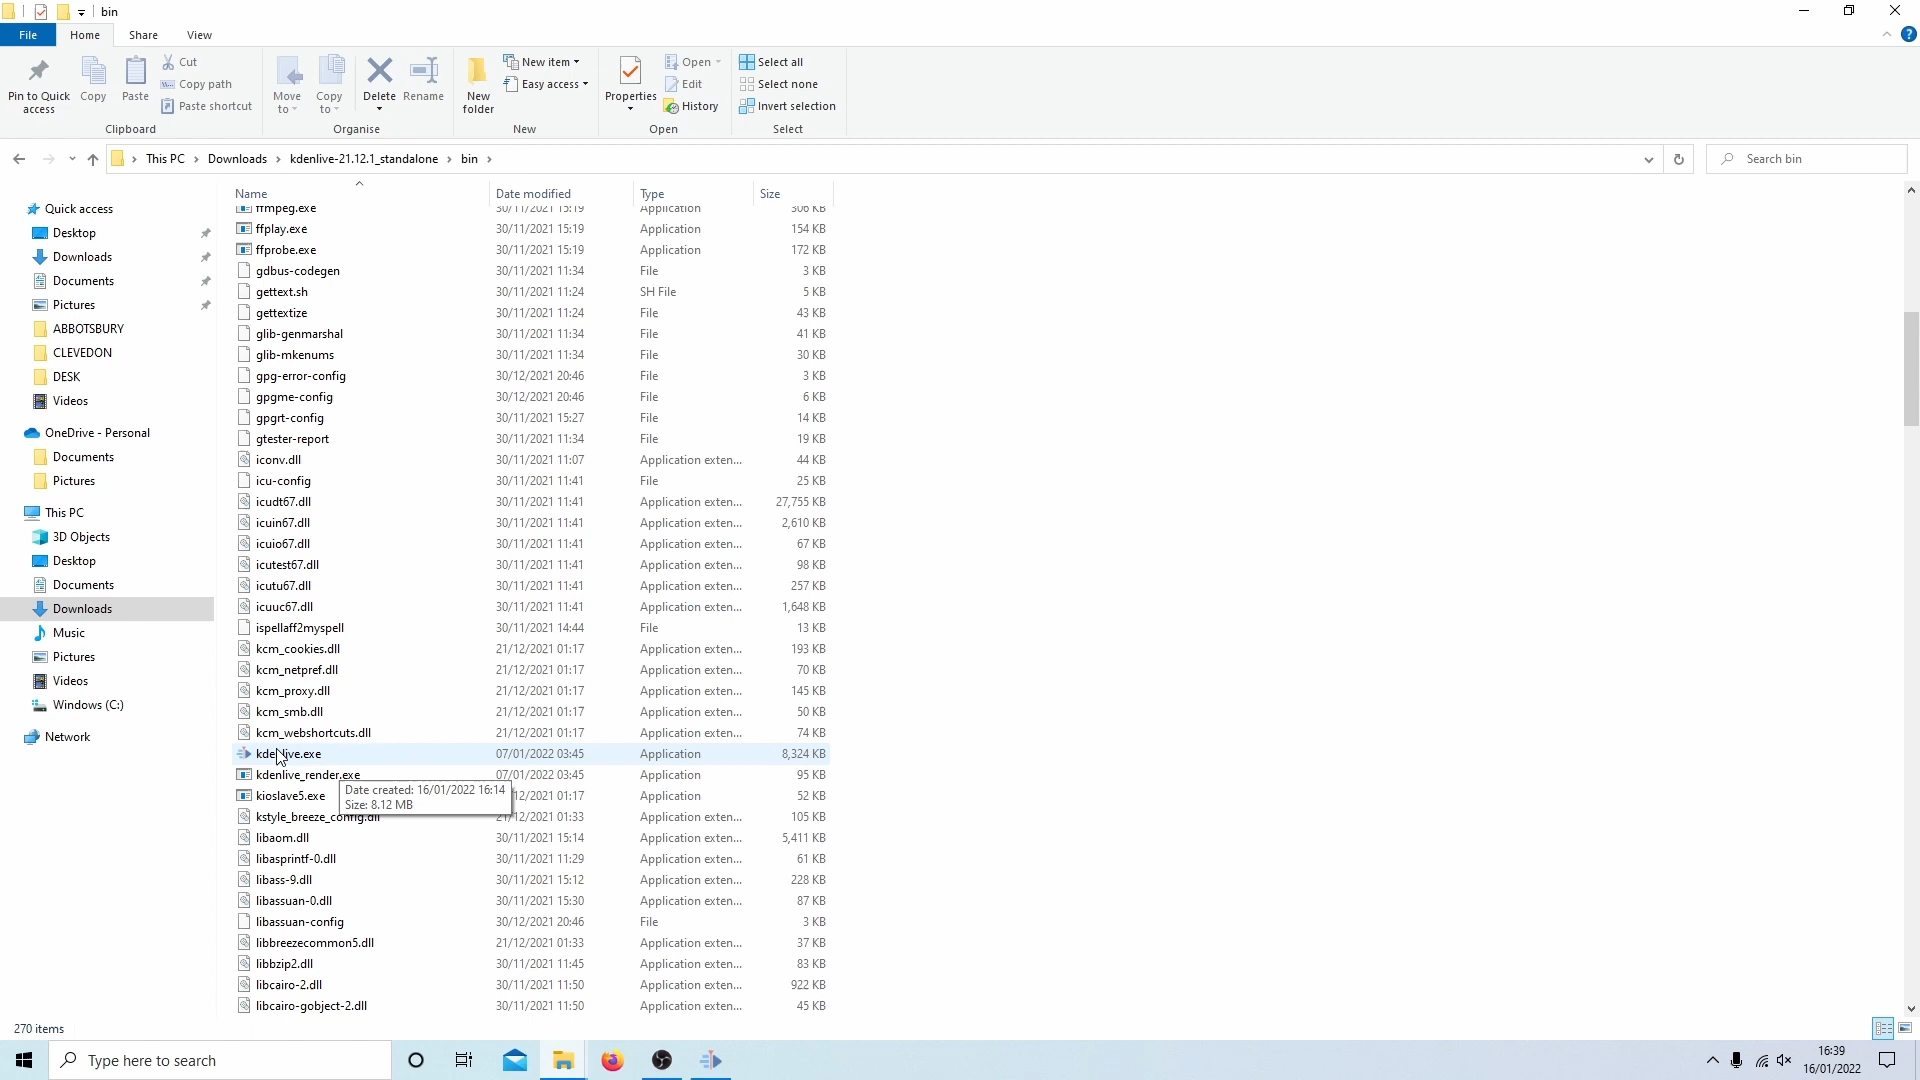 bin
File Home Share View
Pin to Quick access
Copy
Paste
Cut
Copy path
Paste shortcut
Clipboard
Move to
Copy to
Delete
Rename
Organise
New folder
New item
Easy access
New
Properties
Open
Edit
History
Open
Select all
Select none
Invert selection
Select
This PC > Downloads > kdenlive-21.12.1_standalone > bin >
Search bin
Quick access
Desktop
Downloads
Documents
Pictures
ABBOTSBURY
CLEVEDON
DESK
Videos
OneDrive - Personal
Documents
Pictures
This PC
3D Objects
Desktop
Documents
Downloads
Music
Pictures
Videos
Windows (C:)
Network
Name Date modified Type Size
ffmpeg.exe 30/11/2021 15:19 Application 306 KB
ffplay.exe 30/11/2021 15:19 Application 154 KB
ffprobe.exe 30/11/2021 15:19 Application 172 KB
gdbus-codegen 30/11/2021 11:34 File 3 KB
gettext.sh 30/11/2021 11:24 SH File 5 KB
gettextize 30/11/2021 11:24 File 43 KB
glib-genmarshal 30/11/2021 11:34 File 41 KB
glib-mkenums 30/11/2021 11:34 File 30 KB
gpg-error-config 30/12/2021 20:46 File 3 KB
gpgme-config 30/12/2021 20:46 File 6 KB
gpgrt-config 30/11/2021 15:27 File 14 KB
gtester-report 30/11/2021 11:34 File 19 KB
iconv.dll 30/11/2021 11:07 Application exten... 44 KB
icu-config 30/11/2021 11:41 File 25 KB
icudt67.dll 30/11/2021 11:41 Application exten... 27,755 KB
icuin67.dll 30/11/2021 11:41 Application exten... 2,610 KB
icuio67.dll 30/11/2021 11:41 Application exten... 67 KB
icutest67.dll 30/11/2021 11:41 Application exten... 98 KB
icutu67.dll 30/11/2021 11:41 Application exten... 257 KB
icuuc67.dll 30/11/2021 11:41 Application exten... 1,648 KB
ispellaff2myspell 30/11/2021 14:44 File 13 KB
kcm_cookies.dll 21/12/2021 01:17 Application exten... 193 KB
kcm_netpref.dll 21/12/2021 01:17 Application exten... 70 KB
kcm_proxy.dll 21/12/2021 01:17 Application exten... 145 KB
kcm_smb.dll 21/12/2021 01:17 Application exten... 50 KB
kcm_webshortcuts.dll 21/12/2021 01:17 Application exten... 74 KB
kdenlive.exe 07/01/2022 03:45 Application 8,324 KB
kdenlive_render.exe 07/01/2022 03:45 Application 95 KB
Date created: 16/01/2022 16:14
Size: 8.12 MB
kioslave5.exe 12/2021 01:17 Application 52 KB
kstyle_breeze_config.dll 21/12/2021 01:33 Application exten... 105 KB
libaom.dll 30/11/2021 15:14 Application exten... 5,411 KB
libasprintf-0.dll 30/11/2021 11:29 Application exten... 61 KB
libass-9.dll 30/11/2021 15:12 Application exten... 228 KB
libassuan-0.dll 30/11/2021 15:30 Application exten... 87 KB
libassuan-config 30/12/2021 20:46 File 3 KB
libbreezecommon5.dll 21/12/2021 01:33 Application exten... 37 KB
libbzip2.dll 30/11/2021 11:45 Application exten... 83 KB
libcairo-2.dll 30/11/2021 11:50 Application exten... 922 KB
libcairo-gobject-2.dll 30/11/2021 11:50 Application exten... 45 KB
270 items
Type here to search
16:39
16/01/2022